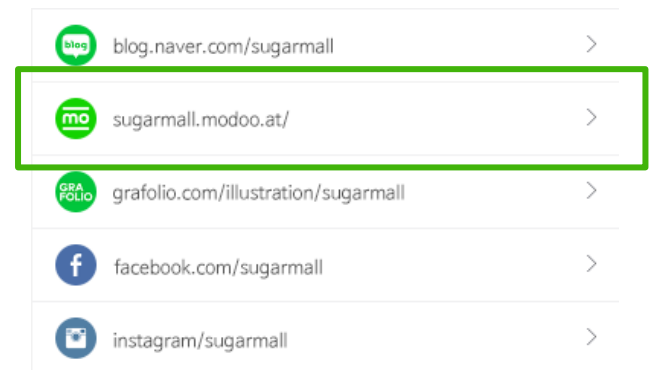 blog
blog.naver.com/sugarmall
mo
sugarmall.modoo.at/
GRA
FOLIO
grafolio.com/illustration/sugarmall
f
facebook.com/sugarmall
instagram/sugarmall